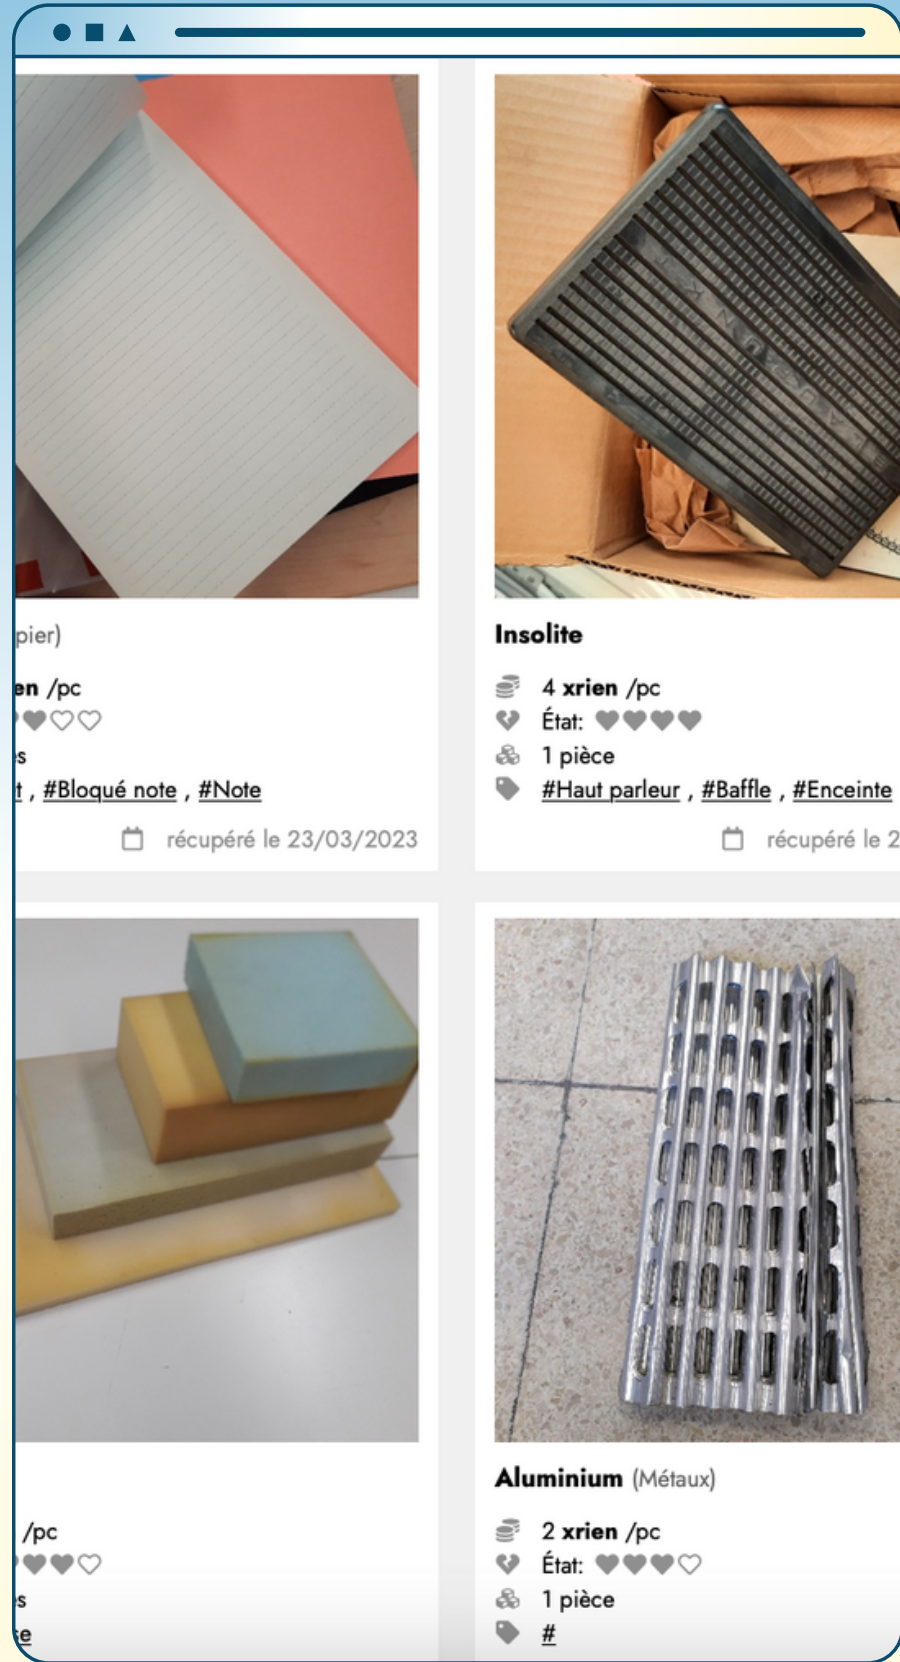 pier)
en /pc
s
t , #Bloqué note , #Note
récupéré le 23/03/2023
Insolite
4 xrien /pc
État:
1 pièce
#Haut parleur , #Baffle , #Enceinte
récupéré le 2
/pc
s
se
Aluminium (Métaux)
2 xrien /pc
État:
1 pièce
#